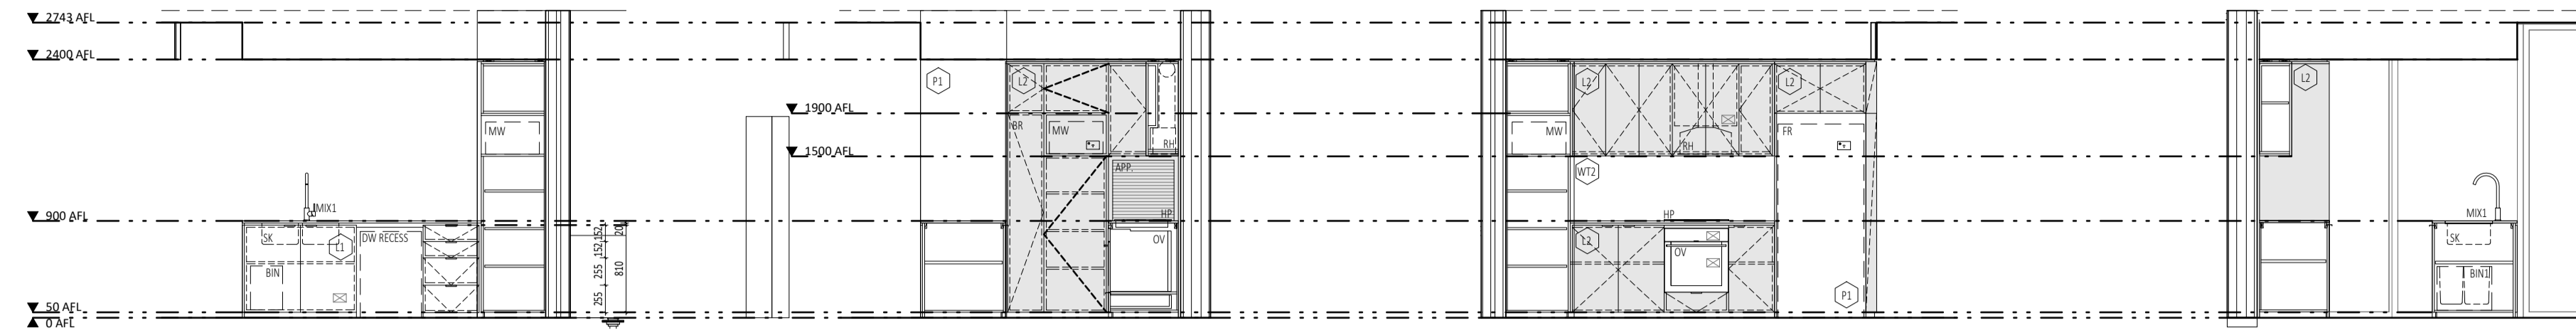 2743 AFL
2400 AFL
1900 AFL
1500 AFL
900 AFL
50 AFL
0 AFL
MW
MIX1
SK
L1
DW RECESS
BIN
152
152
255
255
20
810
P1
L2
BR
MW
RH
APP.
HP
OV
MW
L2
L2
RH
FR
WT2
HP
L2
OV
P1
L2
MIX1
SK
BIN1